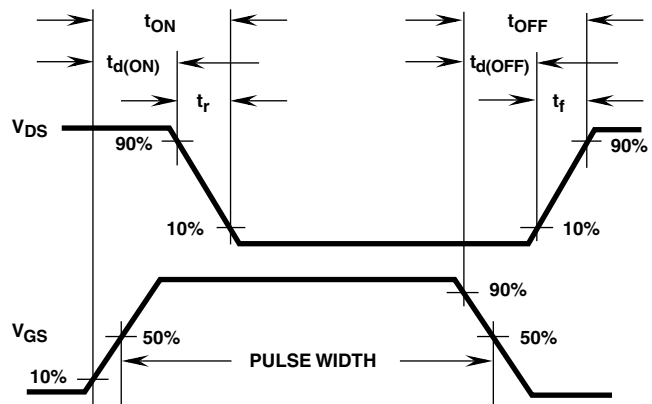 tON tOFF
td(ON) td(OFF)
tr tf
VDS
90% 90%
10% 10%
90%
VGS 50% PULSE WIDTH 50%
10%